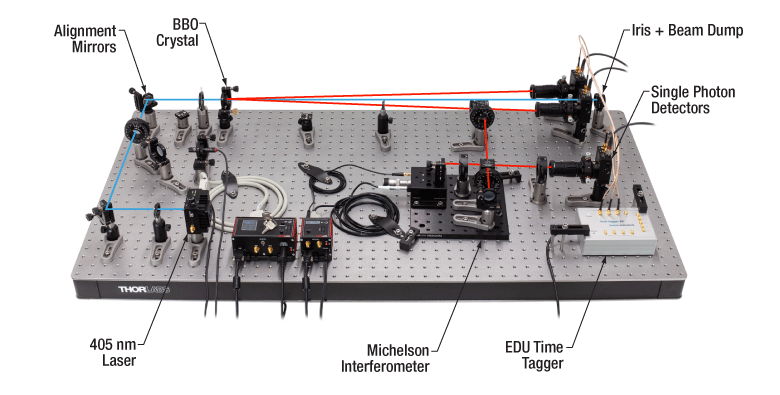 BBO
Crystal
Alignment
Mirrors
Iris + Beam Dump
Single Photon
Detectors
THORLABS
405 nm
Laser
Michelson
Interferometer
EDU Time
Tagger